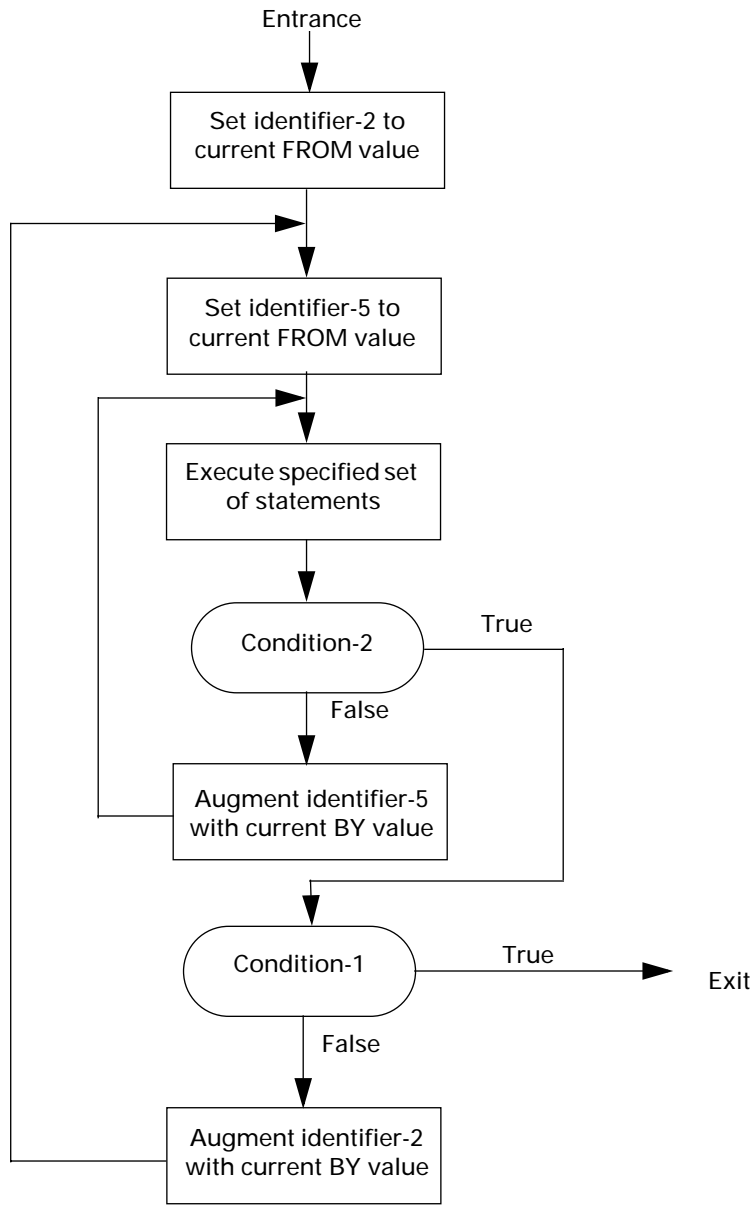 Entrance
Set identifier-2 to
current FROM value
Set identifier-5 to
current FROM value
Execute specified set
of statements
Condition-2
True
False
Augment identifier-5
with current BY value
Condition-1
True
Exit
False
Augment identifier-2
with current BY value